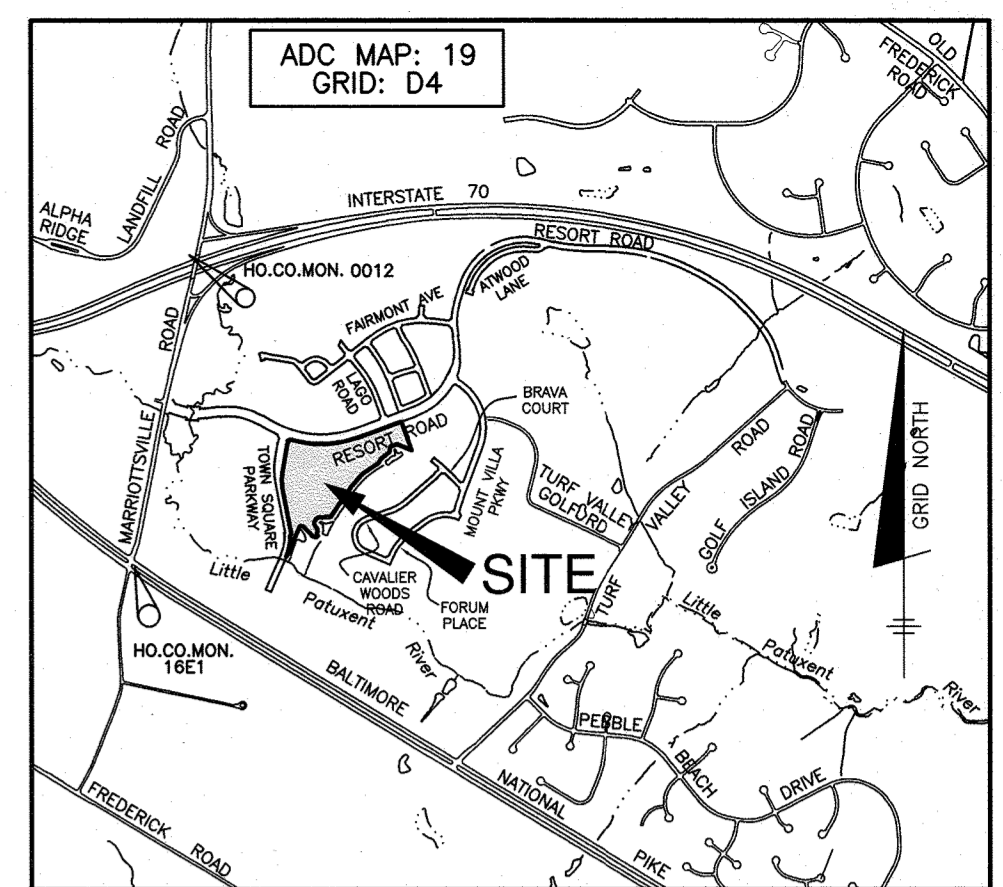 ADC MAP: 19
GRID: D4
OLD
FREDERICK
ROAD
LANDFILL ROAD
ALPHA
RIDGE
INTERSTATE 70
RESORT ROAD
HO.CO.MON. 0012
ATWOOD
LANE
FAIRMONT AVE
LAGO
ROAD
BRAVA
COURT
MARRIOTTSVILLE ROAD
RESORT ROAD
TOWN SQUARE
PARKWAY
MOUNT VILLA
PKWY
TURF VALLEY
GOLFORD
TURF VALLEY ROAD
GOLF ISLAND ROAD
GRID NORTH
SITE
Little Patuxent River
CAVALIER
WOODS
ROAD
FORUM
PLACE
Little Patuxent River
HO.CO.MON.
16E1
BALTIMORE NATIONAL PIKE
PEBBLE BEACH DRIVE
FREDERICK ROAD